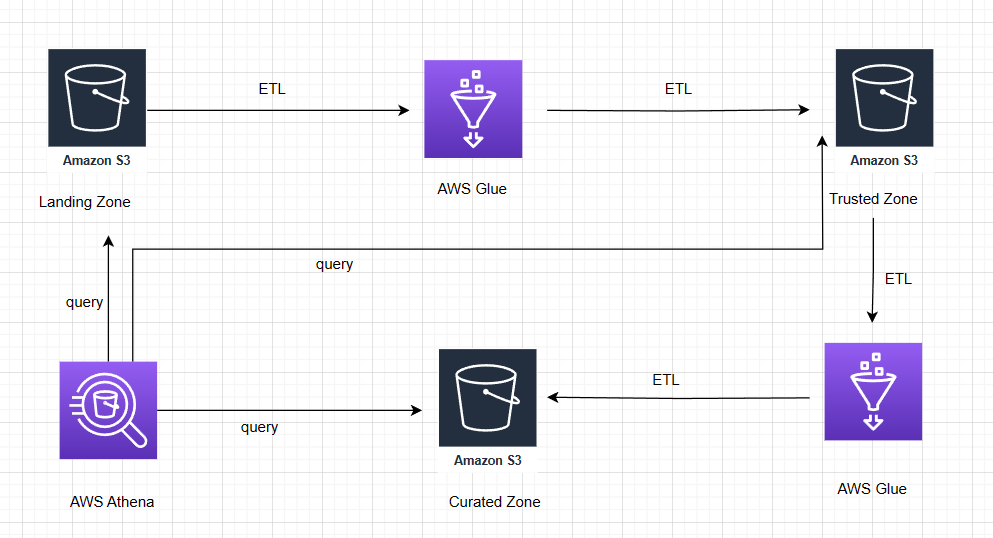 ETL
ETL
Amazon S3
Amazon S3
AWS Glue
Landing Zone
Trusted Zone
query
ETL
query
ETL
query
Amazon S3
AWS Glue
AWS Athena
Curated Zone